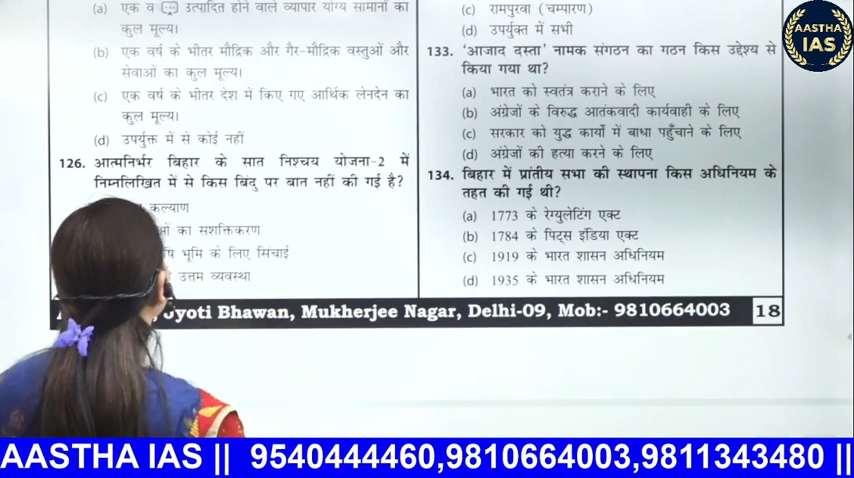 (a) एक व उत्पादित होने वाले व्यापार योग्य सामानों का
कुल मूल्य।
(b) एक वर्ष के भीतर मौद्रिक और गैर-मौद्रिक वस्तुओं और
सेवाओं का कुल मूल्य।
(c) एक वर्ष के भीतर देश में किए गए आर्थिक लेनदेन का
कुल मूल्य।
(d) उपर्युक्त में से कोई नहीं
126. आत्मनिर्भर बिहार के सात निश्चय योजना-2 में
निम्नलिखित में से किस बिंदु पर बात नहीं की गई है?
कल्याण
ओं का सशक्तिकरण
षि भूमि के लिए सिंचाई
उत्तम व्यवस्था
(c) रामपुरवा (चम्पारण)
(d) उपर्युक्त में सभी
133. 'आजाद दस्ता' नामक संगठन का गठन किस उद्देश्य से
किया गया था?
(a) भारत को स्वतंत्र कराने के लिए
(b) अंग्रेजों के विरुद्ध आतंकवादी कार्यवाही के लिए
(c) सरकार को युद्ध कार्यों में बाधा पहुँचाने के लिए
(d) अंग्रेजों की हत्या करने के लिए
134. बिहार में प्रांतीय सभा की स्थापना किस अधिनियम के
तहत की गई थी?
(a) 1773 के रेग्युलेटिंग एक्ट
(b) 1784 के पिट्स इंडिया एक्ट
(c) 1919 के भारत शासन अधिनियम
(d) 1935 के भारत शासन अधिनियम
Jyoti Bhawan, Mukherjee Nagar, Delhi-09, Mob:- 9810664003 18
AASTHA
IAS
AASTHA IAS || 9540444460,9810664003,9811343480 ||